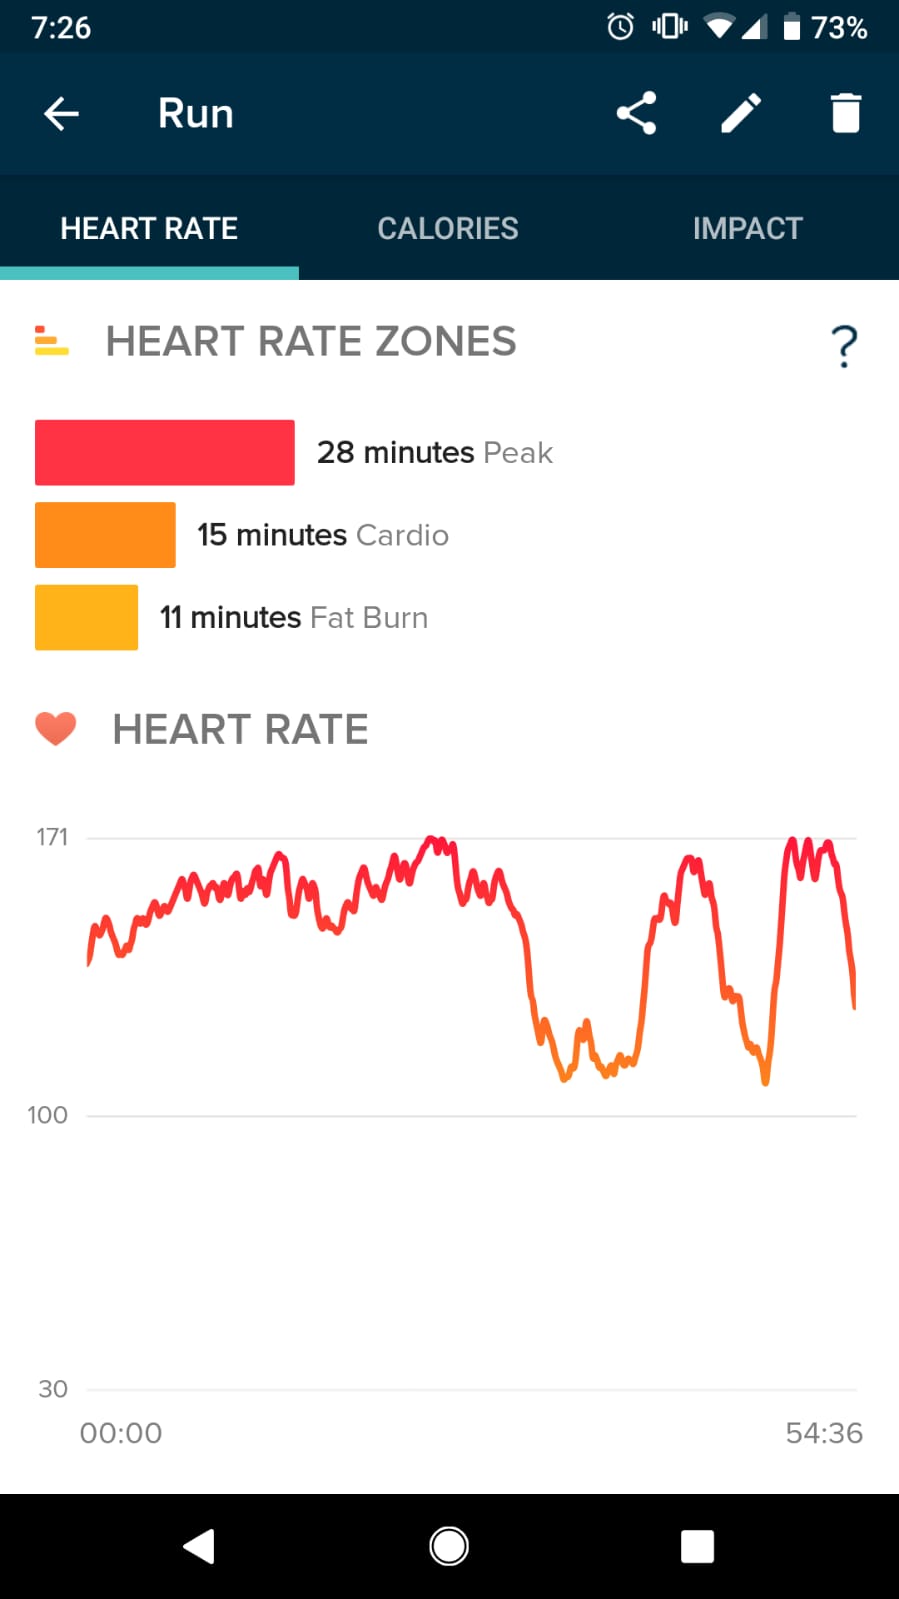 7:26 73%
Run
HEART RATE CALORIES IMPACT
HEART RATE ZONES ?
28 minutes Peak
15 minutes Cardio
11 minutes Fat Burn
HEART RATE
171
100
30
00:00 54:36